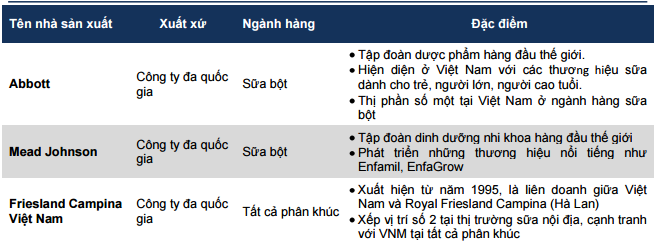 Tên nhà sản xuất Xuất xứ Ngành hàng Đặc điểm
Abbott
Công ty đa quốc gia
Sữa bột
• Tập đoàn dược phẩm hàng đầu thế giới.
• Hiện diện ở Việt Nam với các thương hiệu sữa
dành cho trẻ, người lớn, người cao tuổi.
• Thị phần số một tại Việt Nam ở ngành hàng sữa
bột
Mead Johnson
Công ty đa quốc
gia
Sữa bột
• Tập đoàn dinh dưỡng nhi khoa hàng đầu thế giới
• Phát triển những thương hiệu nổi tiếng như
Enfamil, EnfaGrow
Friesland Campina
Việt Nam
Công ty đa quốc
gia
Tất cả phân khúc
• Xuất hiện từ năm 1995, là liên doanh giữa Việt
Nam và Royal Friesland Campina (Hà Lan)
• Xếp vị trí số 2 tại thị trường sữa nội địa, cạnh tranh
với VNM tại tất cả phân khúc